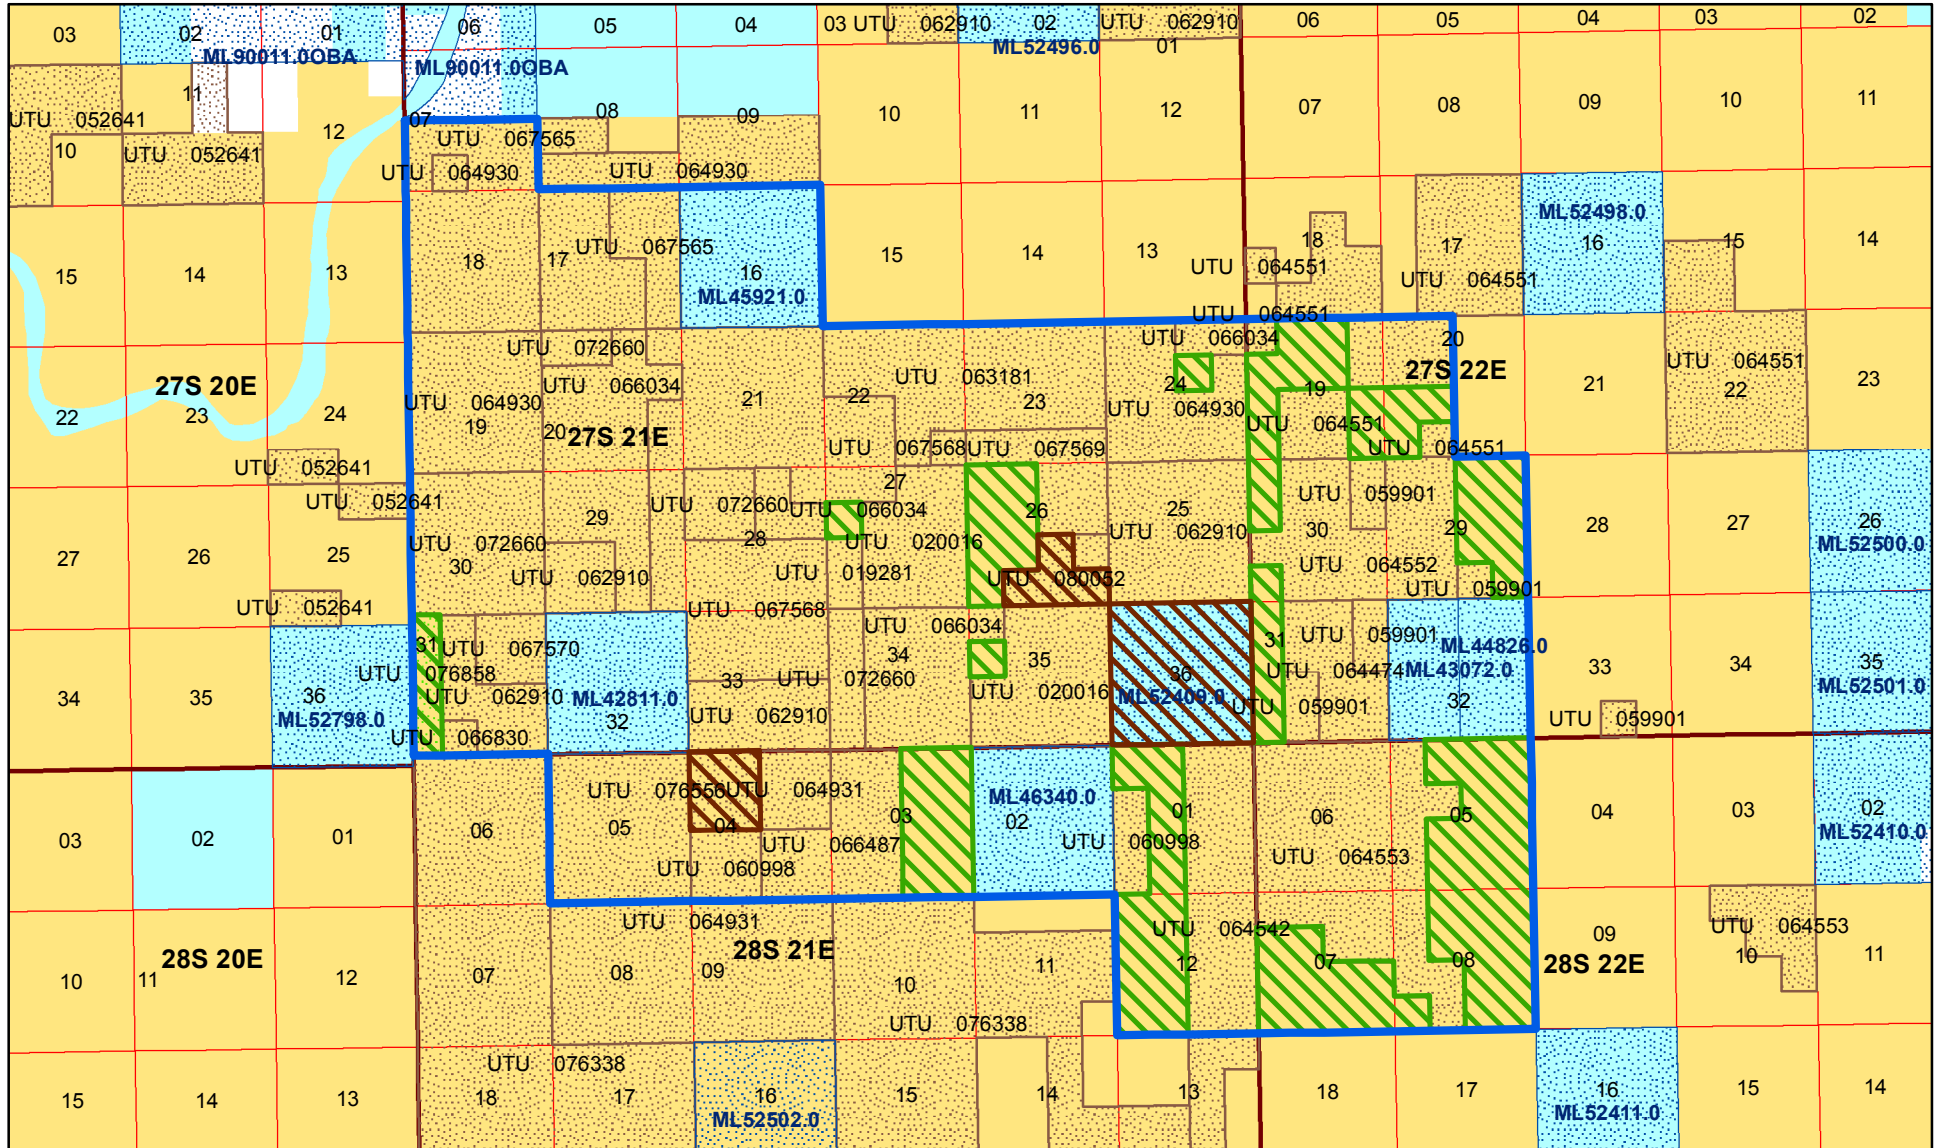 03 02 01 06 05 04 03 UTU 062910 02 UTU 062910 06 05 04 03 02
ML90011.0OBA ML90011.0OBA ML52496.0 01
11 12 07 08 09 10 11 12 07 08 09 10 11
UTU 052641 UTU 067565
10 UTU 052641 UTU 064930 UTU 064930
15 14 13 18 17 UTU 067565 16 15 14 13 18 17 ML52498.0 16 15 14
ML45921.0 UTU 064551 UTU 064551
UTU 064551
UTU 072660 UTU 066034 20
27S 20E UTU 066034 UTU 063181 24 19 27S 22E 21 UTU 064551 23
22 23 24 UTU 064930 21 22 23 UTU 064930 22
19 20 27S 21E UTU 064551
UTU 052641 UTU 067568 UTU 067569 UTU 064551
UTU 052641 29 UTU 072660 27 UTU 066034 26 25 UTU 059901 29 28 27 26
27 26 25 UTU 072660 28 UTU 020016 UTU 062910 30 ML52500.0
30 UTU 062910 UTU 019281 UTU 080052 UTU 064552
UTU 052641 UTU 067568 UTU 059901
31 UTU 067570 UTU 066034 34 35 36 31 UTU 059901 ML44826.0 33 34 35
34 35 36 UTU 076858 33 UTU 072660 UTU 064474 ML43072.0 ML52501.0
ML52798.0 UTU 062910 ML42811.0 32 UTU 062910 UTU 020016 ML52409.0 UTU 059901 32 UTU 059901
UTU 066830
UTU 076556 UTU 064931 ML46340.0
03 02 01 06 05 04 03 02 01 06 05 04 03 02
UTU 066487 UTU 060998 ML52410.0
UTU 060998 UTU 064553
UTU 064931 UTU 064542 09 UTU 064553
28S 20E 28S 21E 28S 22E
10 11 12 07 08 09 10 11 12 07 08 10 11
UTU 076338
UTU 076338
15 14 13 18 17 16 15 14 13 18 17 16 15 14
ML52502.0 ML52411.0